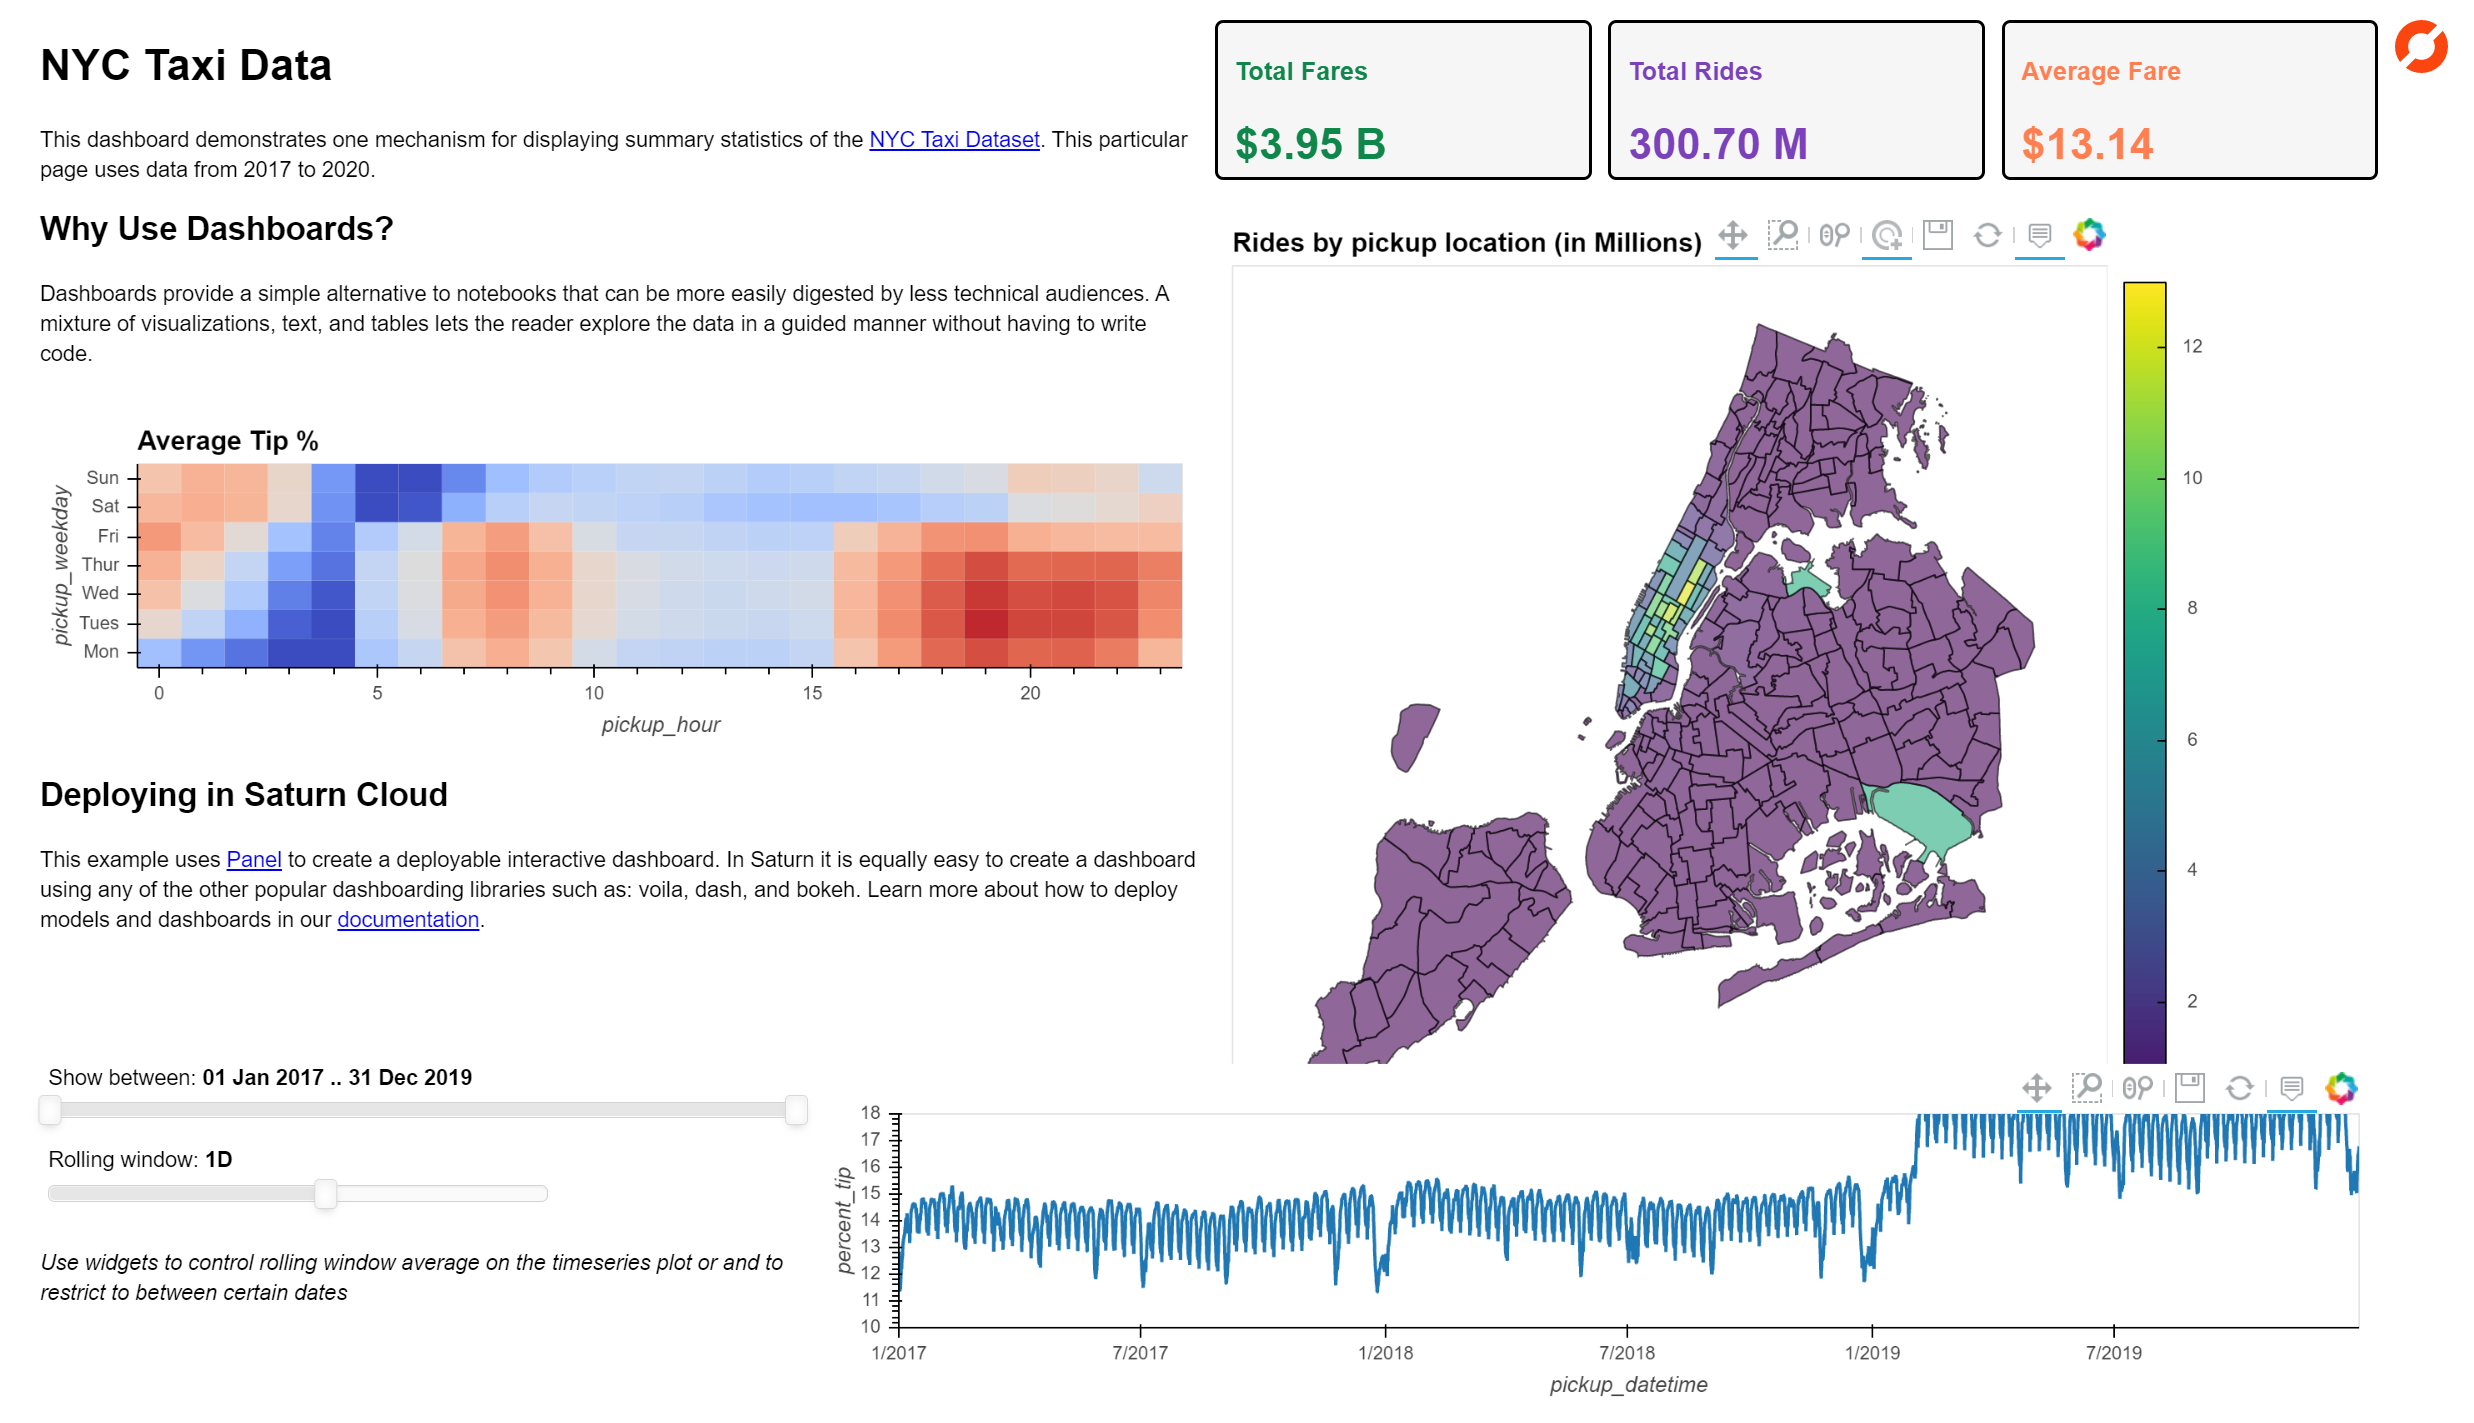 NYC Taxi Data
This dashboard demonstrates one mechanism for displaying summary statistics of the NYC Taxi Dataset. This particular
page uses data from 2017 to 2020.
Why Use Dashboards?
Dashboards provide a simple alternative to notebooks that can be more easily digested by less technical audiences. A
mixture of visualizations, text, and tables lets the reader explore the data in a guided manner without having to write
code.
Total Fares
$3.95 B
Total Rides
300.70 M
Average Fare
$13.14
Average Tip %
pickup_weekday
Sun
Sat
Fri
Thur
Wed
Tues
Mon
0 5 10 15 20
pickup_hour
Rides by pickup location (in Millions)
12
10
8
6
4
2
Deploying in Saturn Cloud
This example uses Panel to create a deployable interactive dashboard. In Saturn it is equally easy to create a dashboard
using any of the other popular dashboarding libraries such as: voila, dash, and bokeh. Learn more about how to deploy
models and dashboards in our documentation.
Show between: 01 Jan 2017 .. 31 Dec 2019
Rolling window: 1D
Use widgets to control rolling window average on the timeseries plot or and to
restrict to between certain dates
percent_tip
18
17
16
15
14
13
12
11
10
1/2017 7/2017 1/2018 7/2018 1/2019 7/2019
pickup_datetime